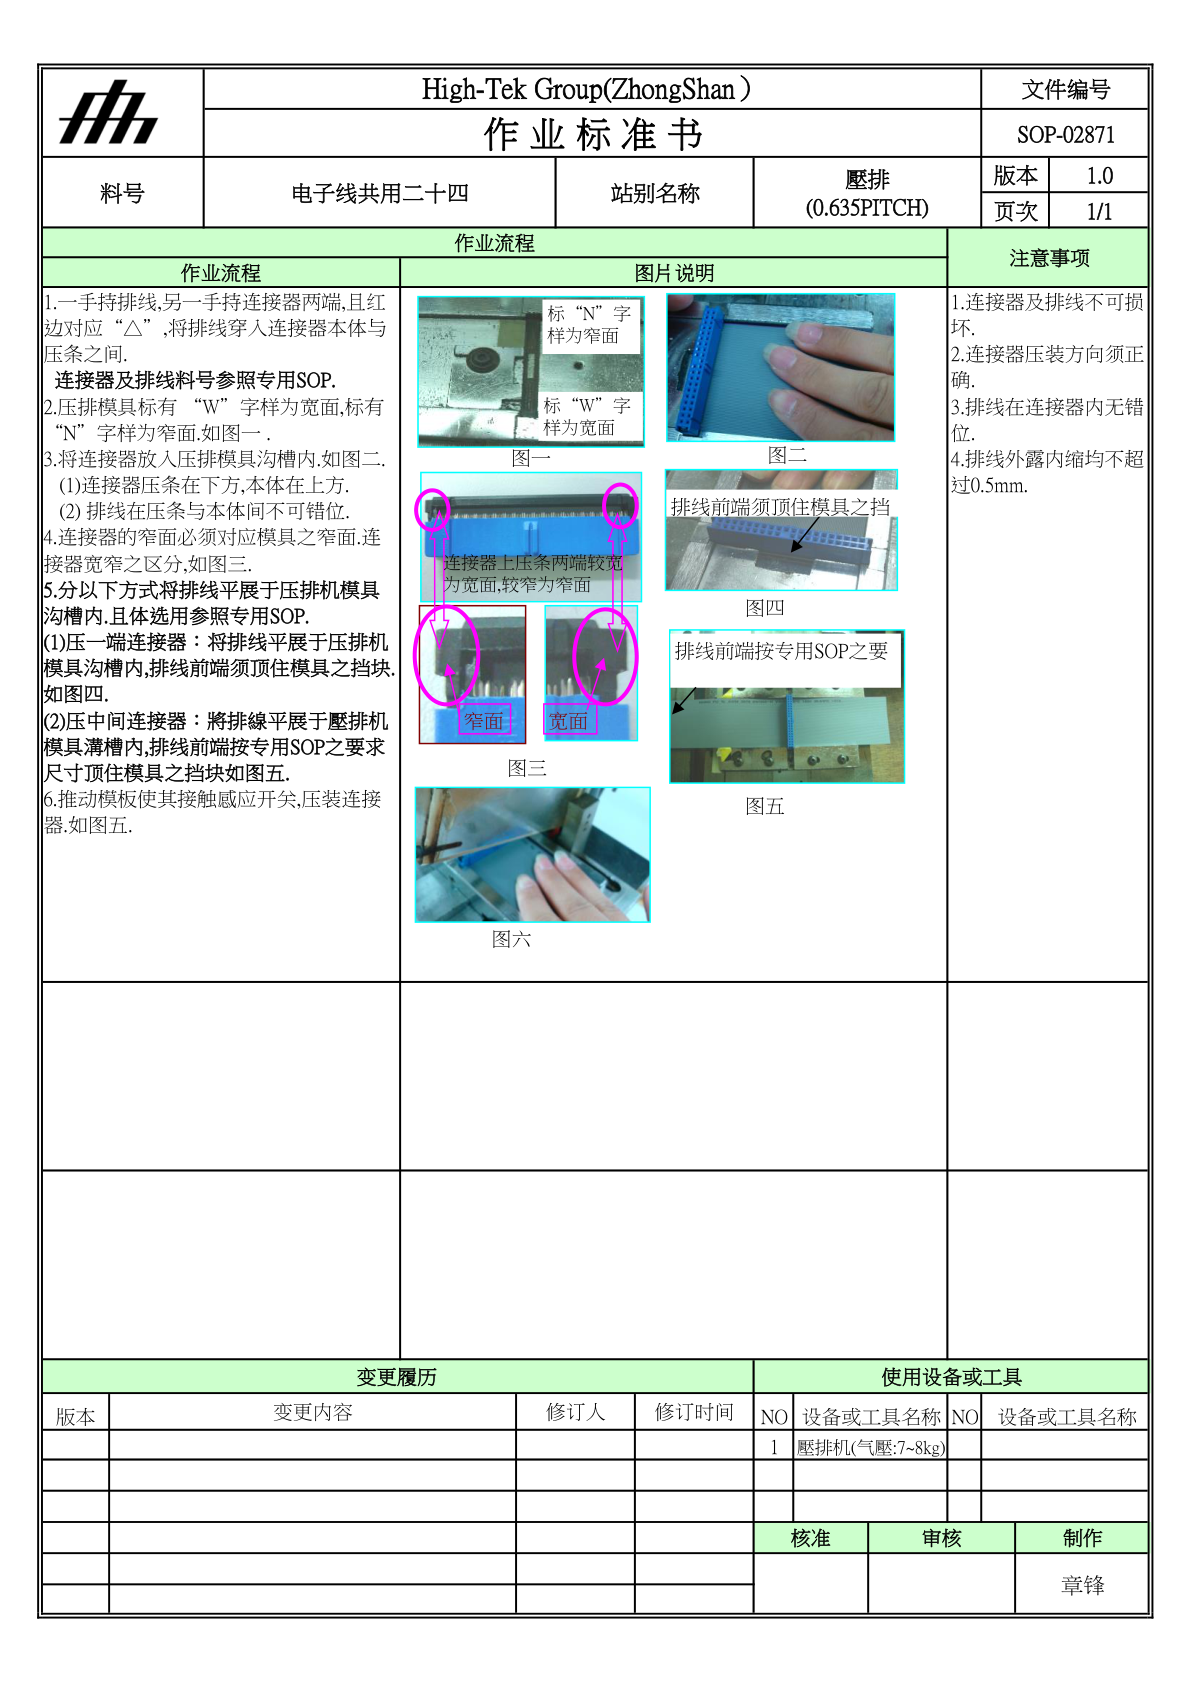 High-Tek Group(ZhongShan）
文件编号
作业标准书
SOP-02871
料号
电子线共用二十四
站别名称
壓排
(0.635PITCH)
版本
1.0
页次
1/1
作业流程
注意事项
作业流程
图片说明
1.一手持排线,另一手持连接器两端,且红
边对应“△”,将排线穿入连接器本体与
压条之间.
连接器及排线料号参照专用SOP.
2.压排模具标有 “W”字样为宽面,标有
“N”字样为窄面.如图一 .
3.将连接器放入压排模具沟槽内.如图二.
(1)连接器压条在下方,本体在上方.
(2) 排线在压条与本体间不可错位.
4.连接器的窄面必须对应模具之窄面.连
接器宽窄之区分,如图三.
5.分以下方式将排线平展于压排机模具
沟槽内.且体选用参照专用SOP.
(1)压一端连接器：将排线平展于压排机
模具沟槽内,排线前端须顶住模具之挡块.
如图四.
(2)压中间连接器：將排線平展于壓排机
模具溝槽内,排线前端按专用SOP之要求
尺寸顶住模具之挡块如图五.
6.推动模板使其接触感应开关,压装连接
器.如图五.
标“N”字
样为窄面
标“W”字
样为宽面
图一
图二
连接器上压条两端较宽
为宽面,较窄为窄面
窄面
宽面
图三
排线前端须顶住模具之挡
图四
排线前端按专用SOP之要
图五
图六
1.连接器及排线不可损
坏.
2.连接器压装方向须正
确.
3.排线在连接器内无错
位.
4.排线外露内缩均不超
过0.5mm.
变更履历
使用设备或工具
版本
变更内容
修订人
修订时间
NO
设备或工具名称
NO
设备或工具名称
1
壓排机(气壓:7~8kg)
核准
审核
制作
章锋